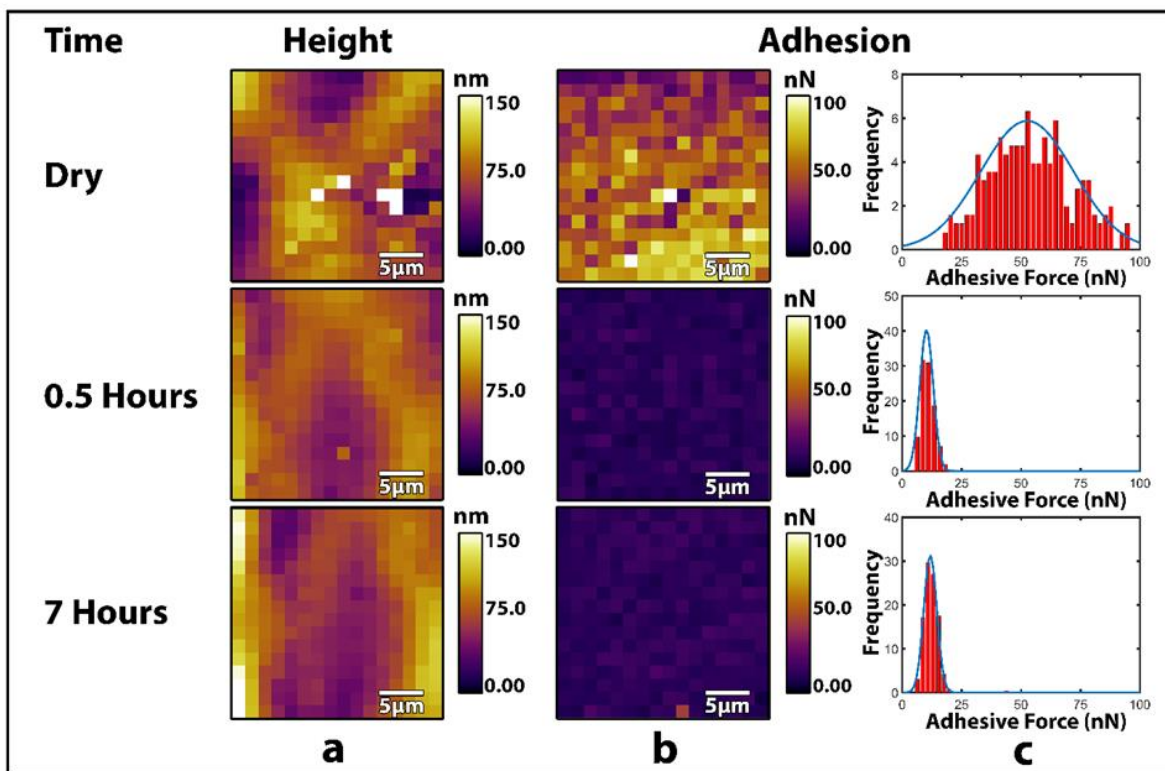 Time Height Adhesion
Dry
nm
150
75.0
0.00
5μm
nN
100
50.0
0.00
5μm
Frequency
8
6
4
2
0
0 25 50 75 100
Adhesive Force (nN)
0.5 Hours
nm
150
75.0
0.00
5μm
nN
100
50.0
0.00
5μm
Frequency
50
40
30
20
10
0
0 25 50 75 100
Adhesive Force (nN)
7 Hours
nm
150
75.0
0.00
5μm
nN
100
50.0
0.00
5μm
Frequency
40
30
20
10
0
0 25 50 75 100
Adhesive Force (nN)
a b c